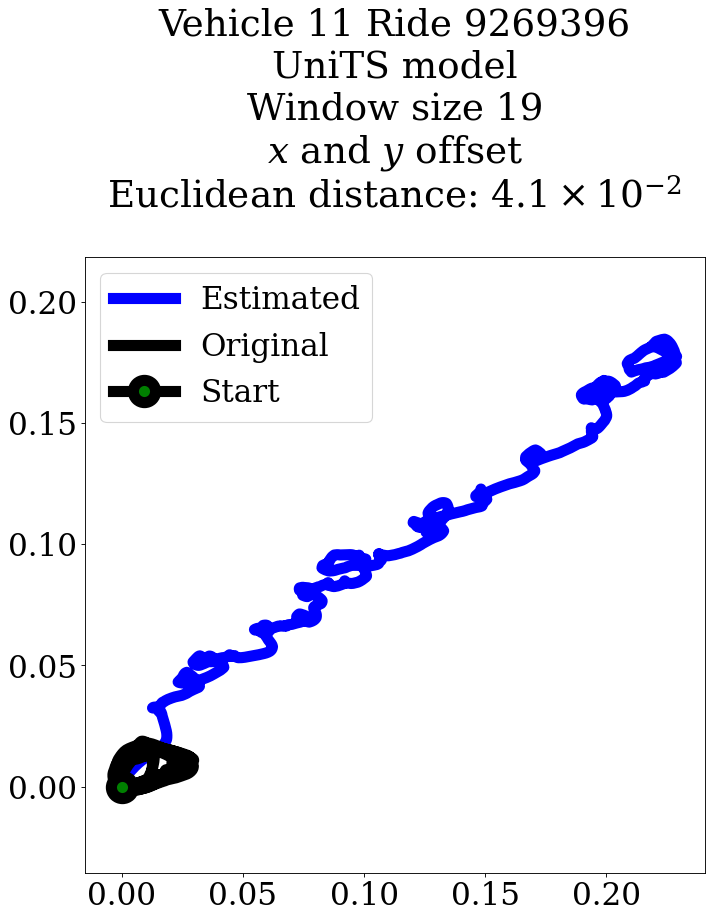 Vehicle 11 Ride 9269396
UniTS model
Window size 19
x and y offset
Euclidean distance: 4.1 × 10⁻²
Estimated
Original
Start
0.20
0.15
0.10
0.05
0.00
0.00 0.05 0.10 0.15 0.20